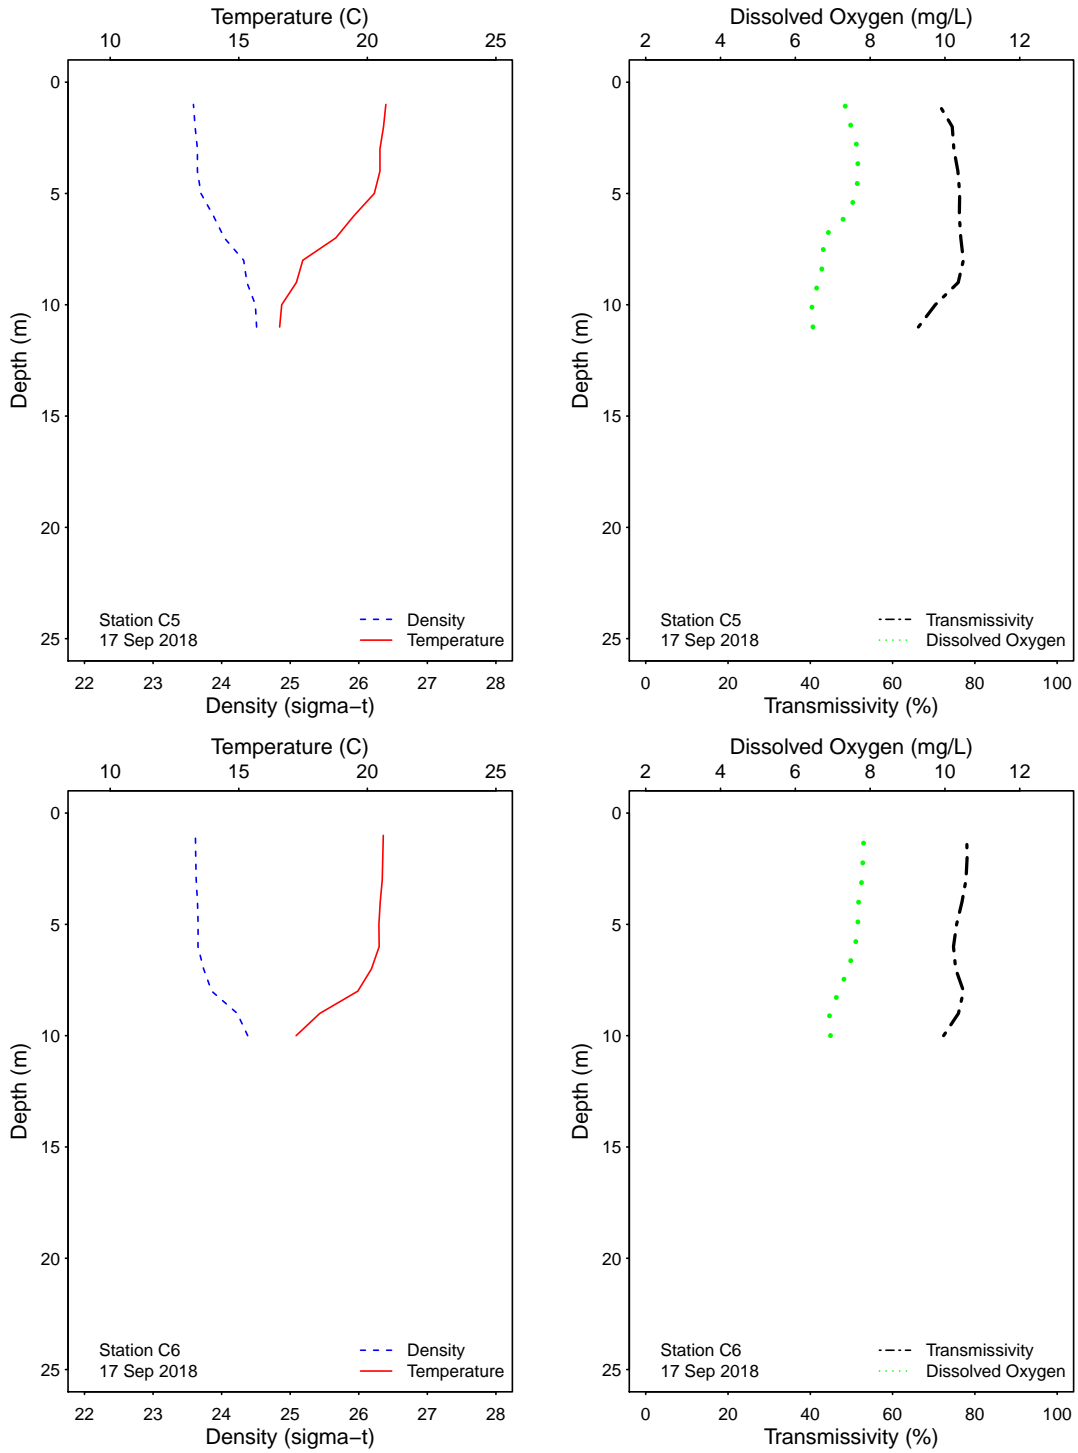 Temperature (C)
10 15 20 25
0
5
10
15
20
25
Depth (m)
Station C5
17 Sep 2018
Density
Temperature
22 23 24 25 26 27 28
Density (sigma−t)
Dissolved Oxygen (mg/L)
2 4 6 8 10 12
0
5
10
15
20
25
Depth (m)
Station C5
17 Sep 2018
Transmissivity
Dissolved Oxygen
0 20 40 60 80 100
Transmissivity (%)
Temperature (C)
10 15 20 25
0
5
10
15
20
25
Depth (m)
Station C6
17 Sep 2018
Density
Temperature
22 23 24 25 26 27 28
Density (sigma−t)
Dissolved Oxygen (mg/L)
2 4 6 8 10 12
0
5
10
15
20
25
Depth (m)
Station C6
17 Sep 2018
Transmissivity
Dissolved Oxygen
0 20 40 60 80 100
Transmissivity (%)